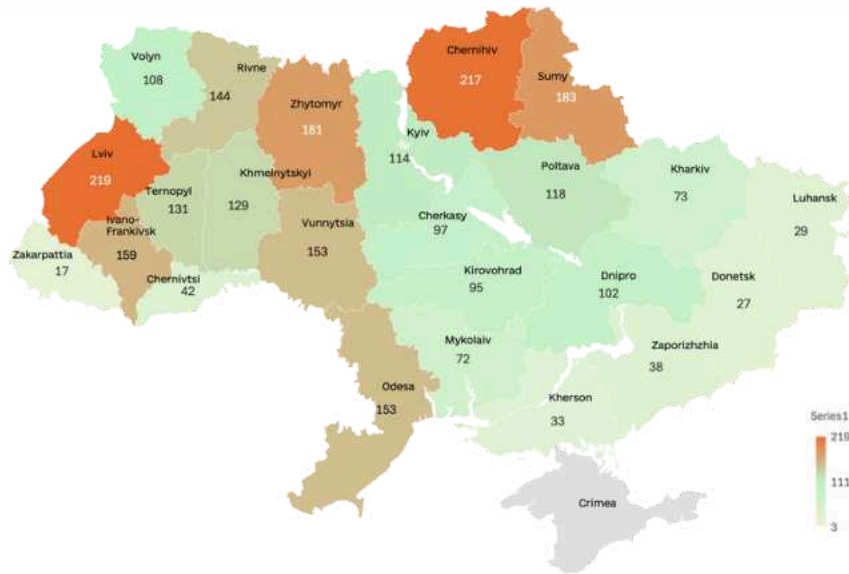 Volyn
108
Rivne
144
Zhytomyr
181
Chernihiv
217
Sumy
183
Kyiv
114
Lviv
219
Ternopyl
131
Khmelnytskyl
129
Poltava
118
Kharkiv
73
Luhansk
29
Ivano-
Frankivsk
159
Vunnytsia
153
Cherkasy
97
Zakarpattia
17
Chernivtsi
42
Kirovohrad
95
Dnipro
102
Donetsk
27
Mykolaiv
72
Zaporizhzhia
38
Odesa
153
Kherson
33
Crimea
Series1
219
111
3